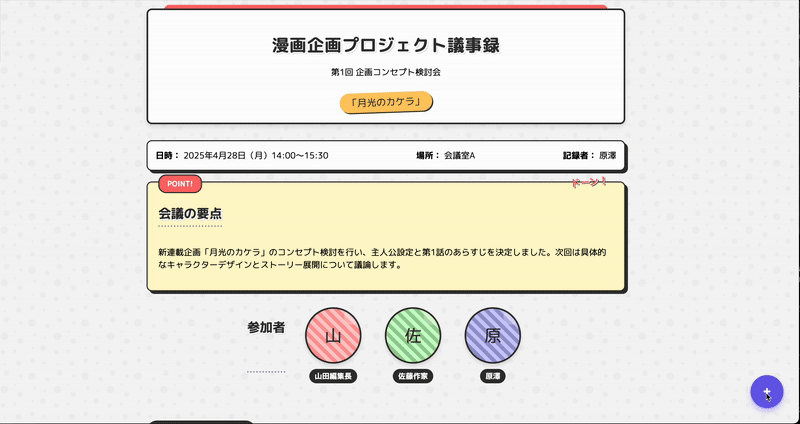 漫画企画プロジェクト議事録
第1回 企画コンセプト検討会
「月光のカケラ」
日時： 2025年4月28日（月）14:00〜15:30 場所： 会議室A 記録者： 原澤
POINT!
ドーン！
会議の要点
新連載企画「月光のカケラ」のコンセプト検討を行い、主人公設定と第1話のあらすじを決定しました。次回は具体的
なキャラクターデザインとストーリー展開について議論します。
参加者
山 佐 原
山田編集長 佐藤作家 原澤
+